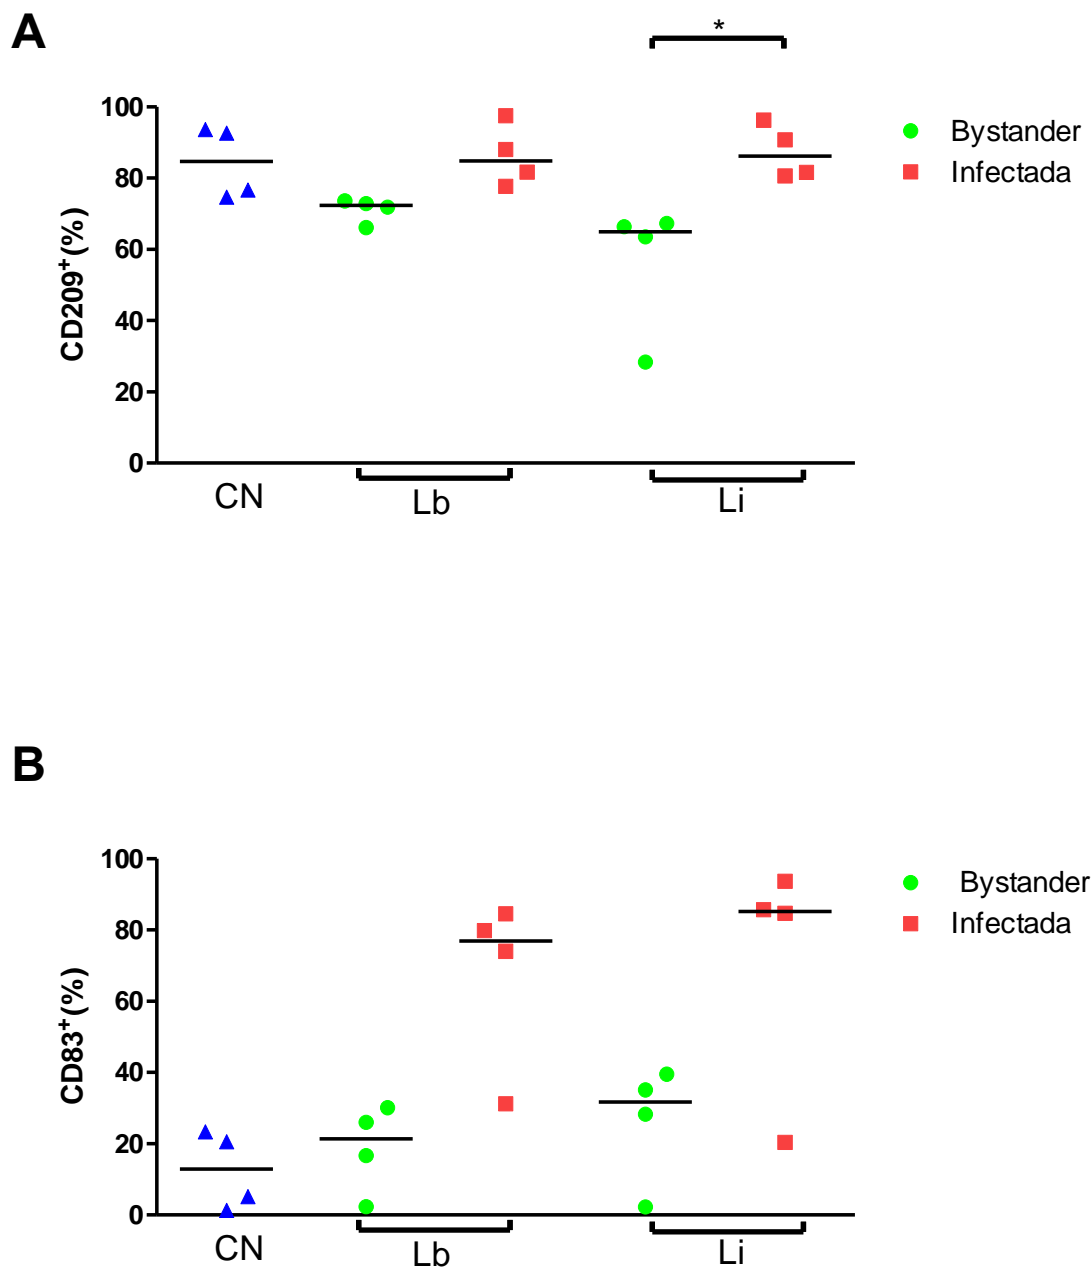 A
*
100
80
60
40
20
0
CD209+(%)
CN
Lb
Li
Bystander
Infectada
B
100
80
60
40
20
0
CD83+(%)
CN
Lb
Li
Bystander
Infectada